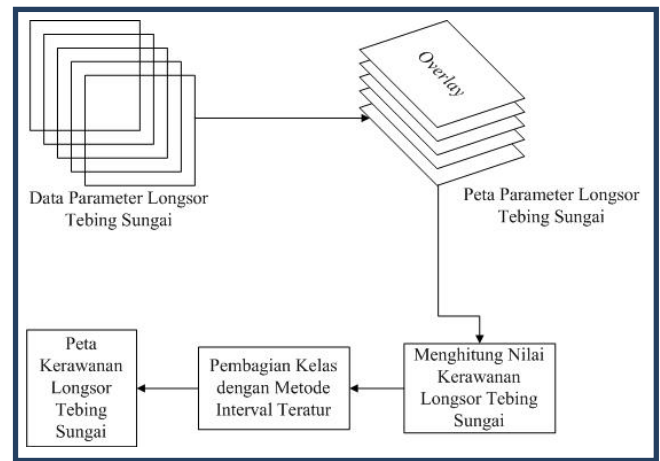 Overlay
Data Parameter Longsor
Tebing Sungai
Peta Parameter Longsor
Tebing Sungai
Peta
Kerawanan
Longsor
Tebing
Sungai
Pembagian Kelas
dengan Metode
Interval Teratur
Menghitung Nilai
Kerawanan
Longsor Tebing
Sungai